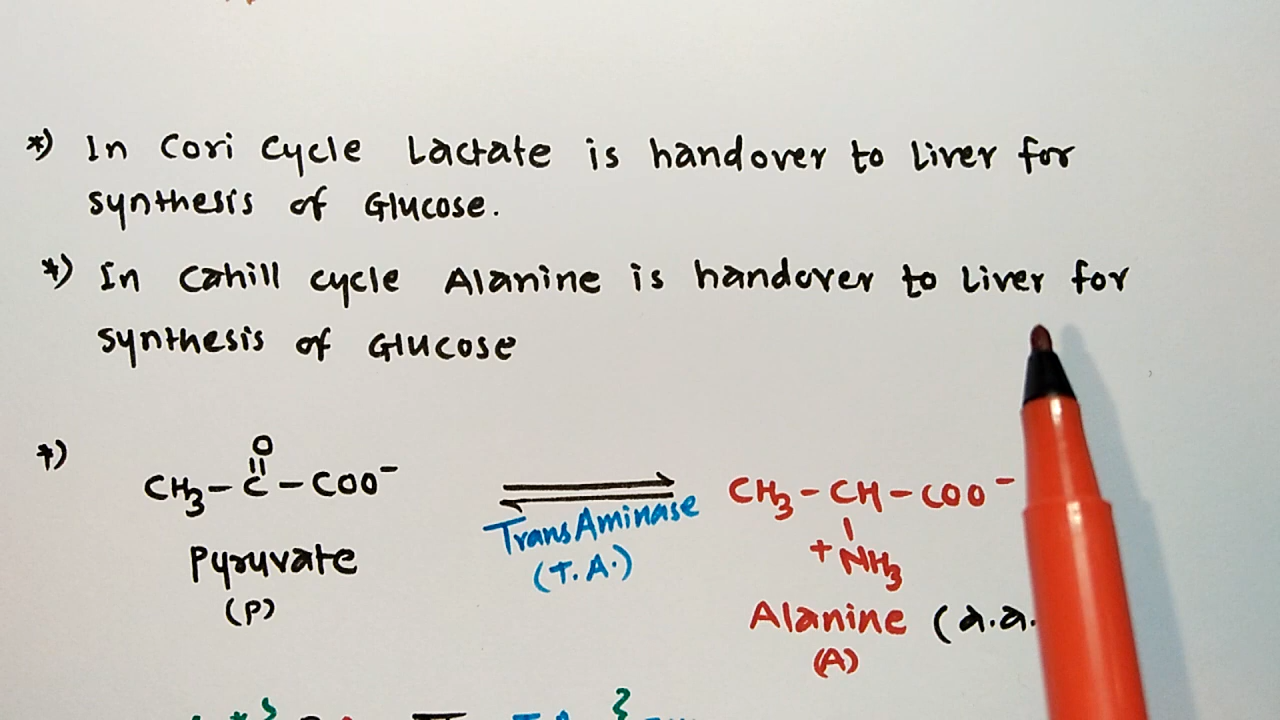 *) In Cori Cycle Lactate is handover to Liver for
synthesis of Glucose.
*) In Cahill cycle Alanine is handover to Liver for
synthesis of Glucose
*)
O
||
CH3-C-COO⁻
Pyruvate
(P)
TransAminase
(T.A.)
CH3-CH-COO⁻
|
+NH3
Alanine (a.a.
(A)